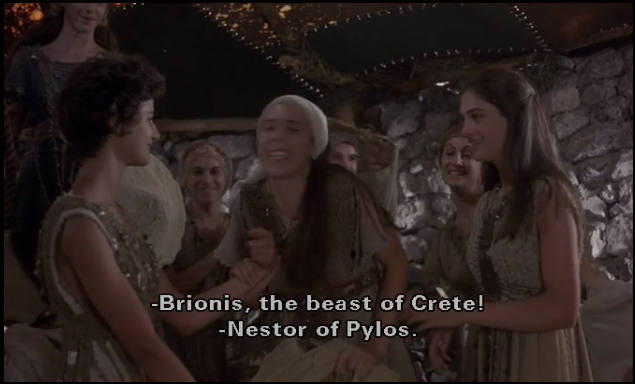 -Brionis, the beast of Crete!
-Nestor of Pylos.